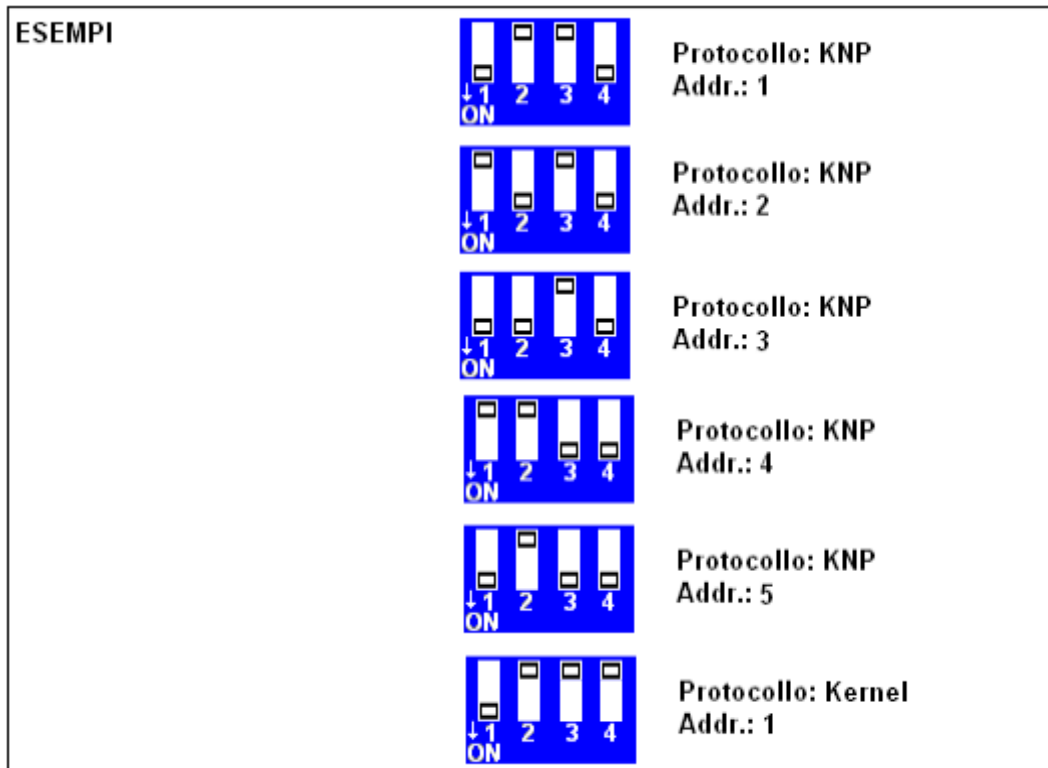 ESEMPI
↓1 2 3 4
ON
Protocollo: KNP
Addr.: 1
↓1 2 3 4
ON
Protocollo: KNP
Addr.: 2
↓1 2 3 4
ON
Protocollo: KNP
Addr.: 3
↓1 2 3 4
ON
Protocollo: KNP
Addr.: 4
↓1 2 3 4
ON
Protocollo: KNP
Addr.: 5
↓1 2 3 4
ON
Protocollo: Kernel
Addr.: 1